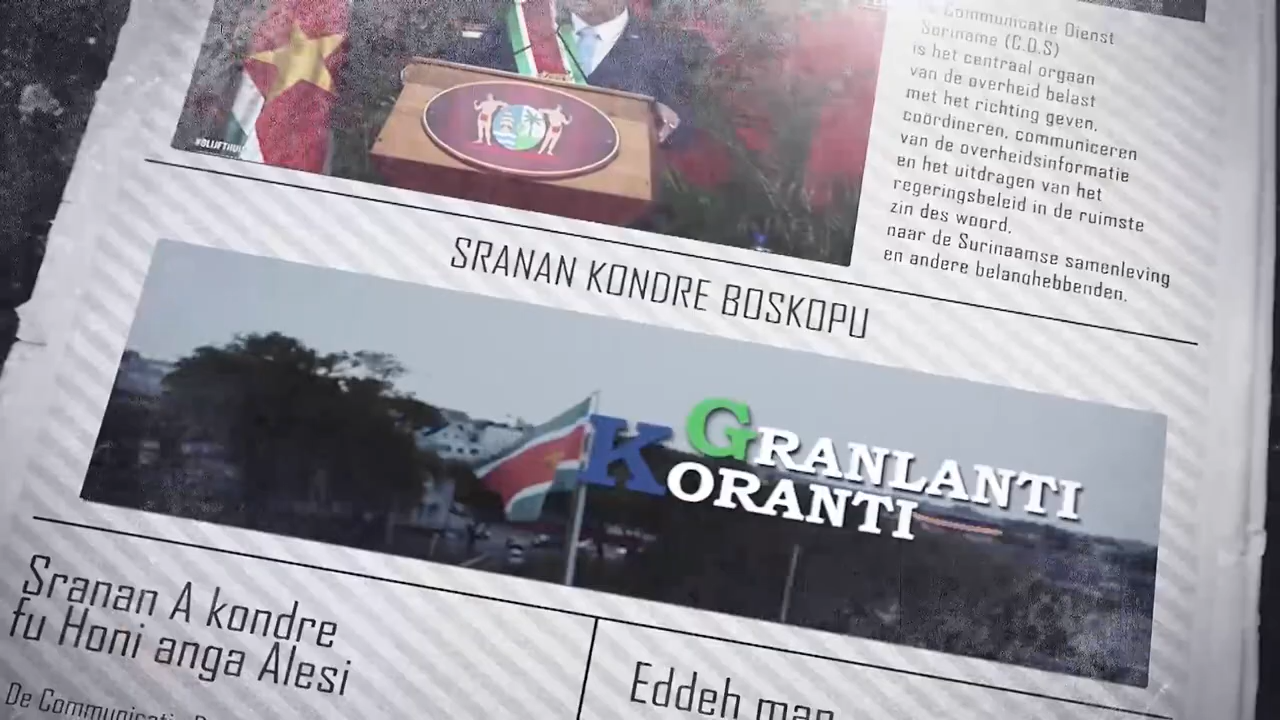 Communicatie Dienst
Suriname (C.D.S)
is het centraal orgaan
van de overheid belast
met het richting geven,
coördineren, communiceren
van de overheidsinformatie
en het uitdragen van het
regeringsbeleid in de ruimste
zin des woord.
naar de Surinaamse samenleving
en andere belanghebbenden.
SRANAN KONDRE BOSKOPU
GRANLANTI
KORANTI
Sranan A kondre
fu Honi anga Alesi
De Communicatie
Eddeh man